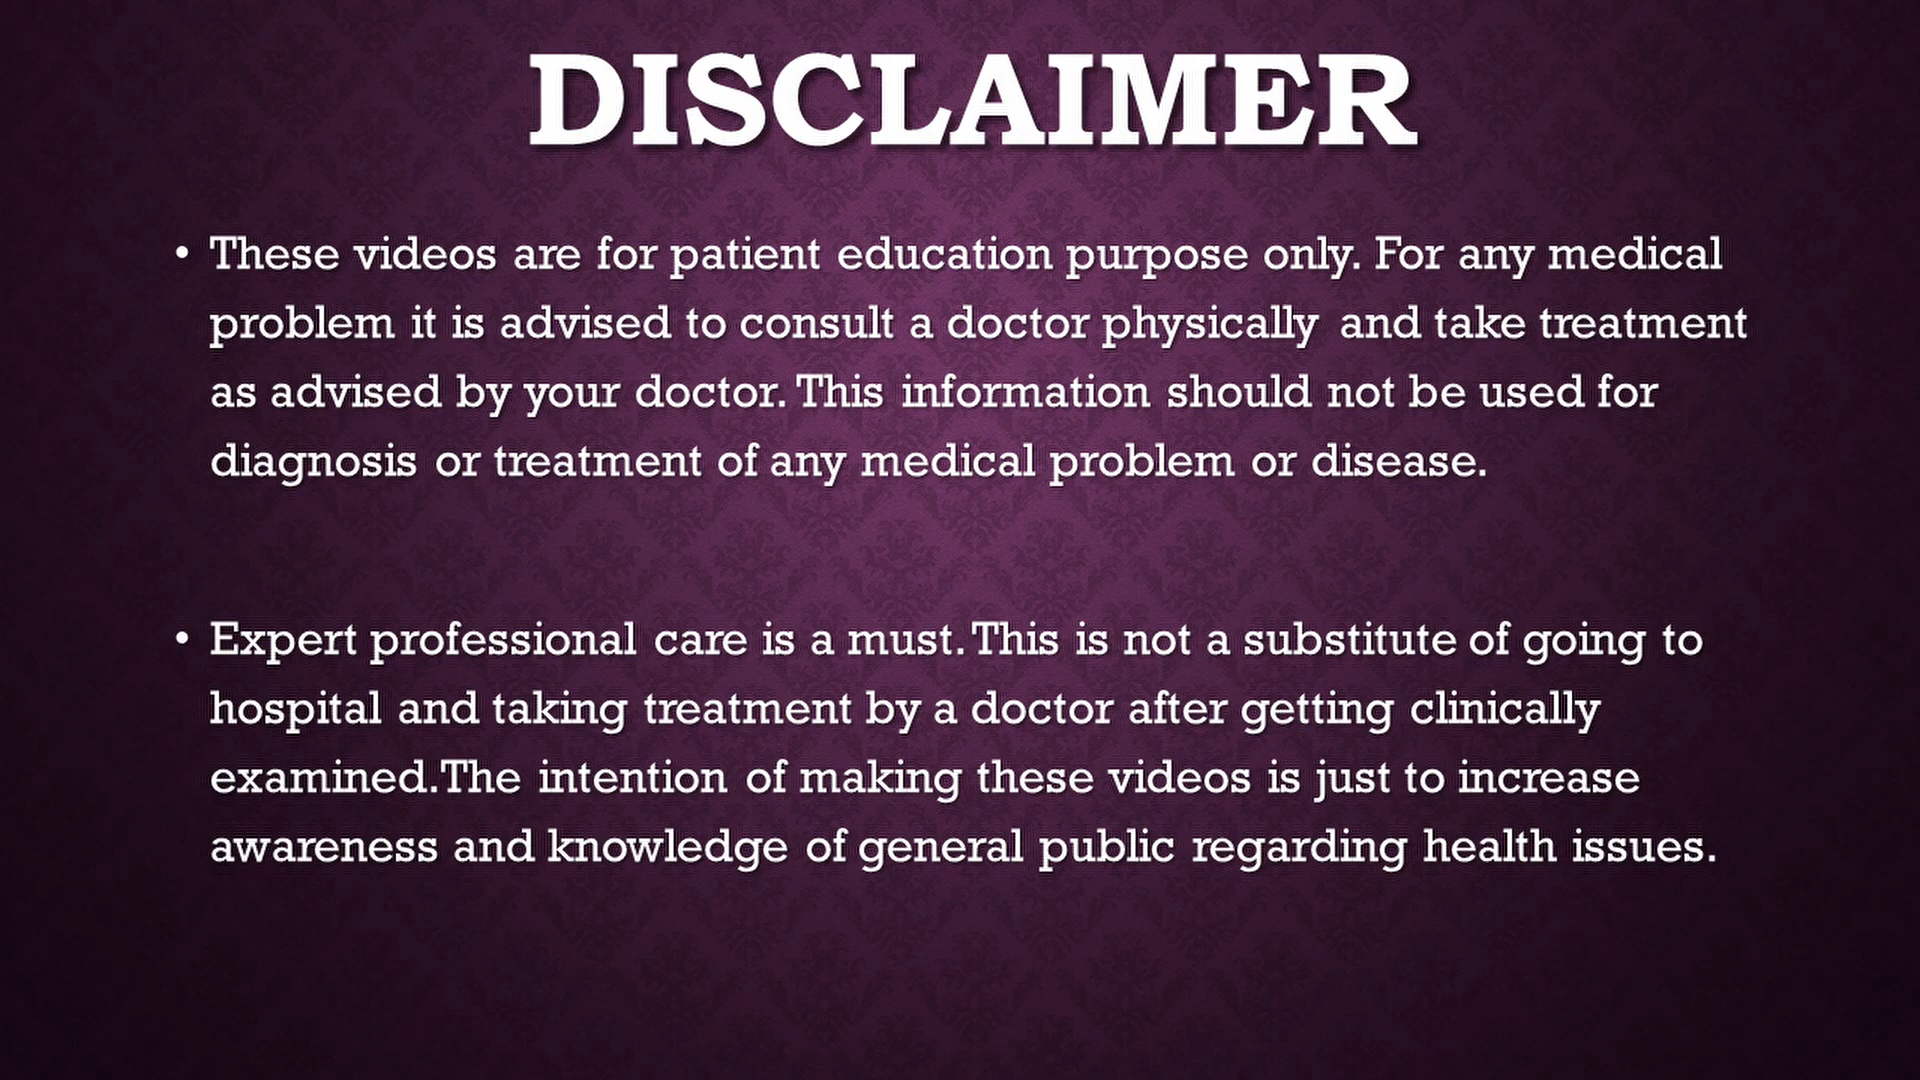 DISCLAIMER
• These videos are for patient education purpose only. For any medical
problem it is advised to consult a doctor physically and take treatment
as advised by your doctor. This information should not be used for
diagnosis or treatment of any medical problem or disease.
• Expert professional care is a must. This is not a substitute of going to
hospital and taking treatment by a doctor after getting clinically
examined.The intention of making these videos is just to increase
awareness and knowledge of general public regarding health issues.